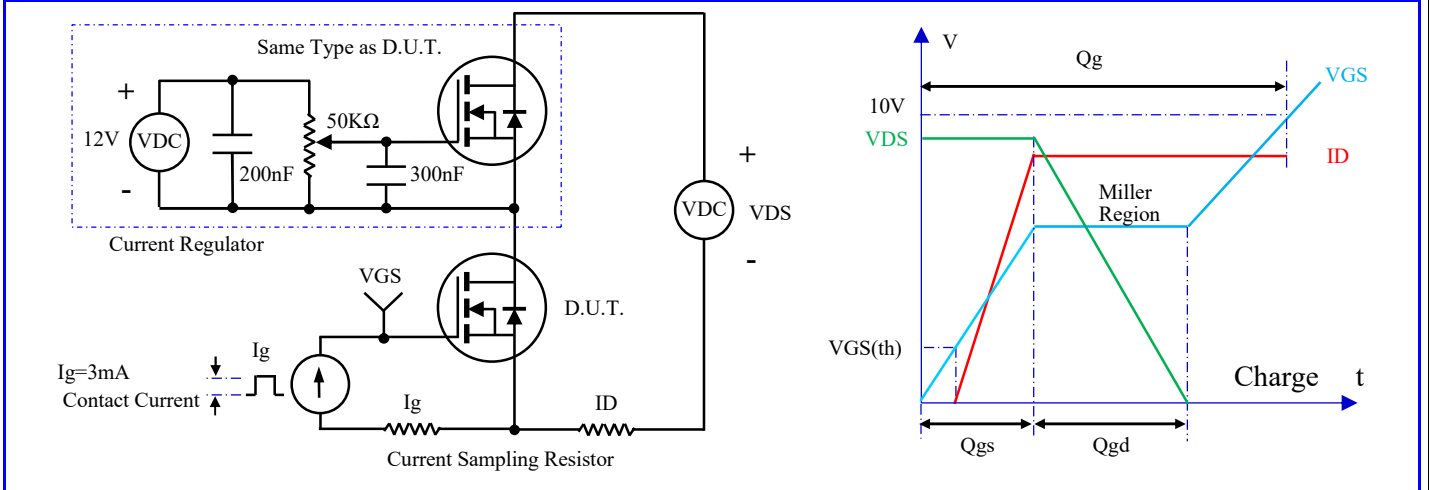 Same Type as D.U.T.
+
12V
VDC
-
200nF
50KΩ
300nF
Current Regulator
+
VDC
VDS
-
VGS
D.U.T.
Ig
Ig=3mA
Contact Current
Ig
ID
Current Sampling Resistor
V
Qg
VGS
10V
VDS
ID
Miller
Region
VGS(th)
Charge t
Qgs
Qgd